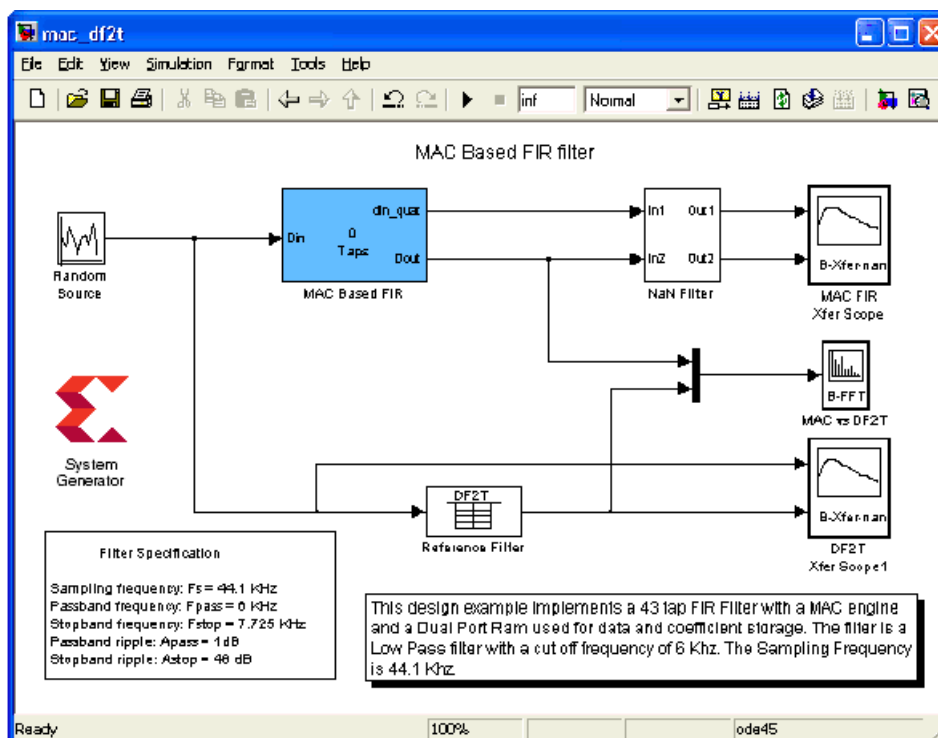 mac_df2t
File Edit View Simulation Format Tools Help
inf Normal
MAC Based FIR filter
Random
Source
Din
0
Taps
din_quat
Dout
MAC Based FIR
In1 Out1
In2 Out2
NaN Filter
B-Xfer-nan
MAC FIR
Xfer Scope
B-FFT
MAC vs DF2T
System
Generator
DF2T
Reference Filter
B-Xfer-nan
DF2T
Xfer Scope1
Filter Specification
Sampling frequency: Fs = 44.1 KHz
Passband frequency: Fpass = 6 KHz
Stopband frequency: Fstop = 7.725 KHz
Passband ripple: Apass = 1dB
Stopband ripple: Astop = 46 dB
This design example implements a 43 tap FIR Filter with a MAC engine
and a Dual Port Ram used for data and coefficient storage. The filter is a
Low Pass filter with a cut off frequency of 6 Khz. The Sampling Frequency
is 44.1 Khz.
Ready 100% ode45